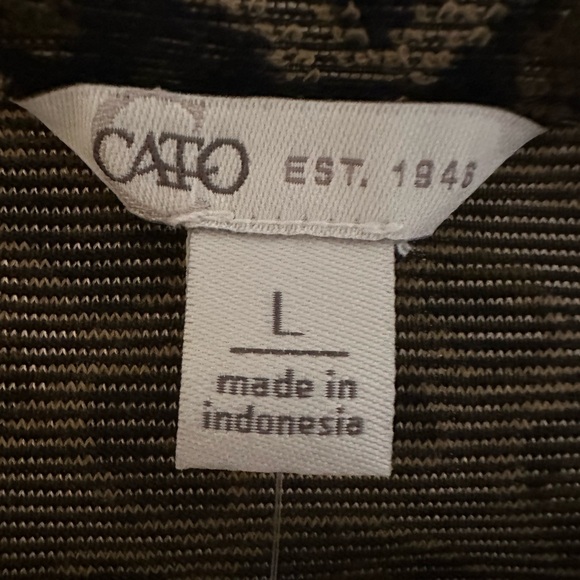 CATO EST. 1946
L
made in
indonesia